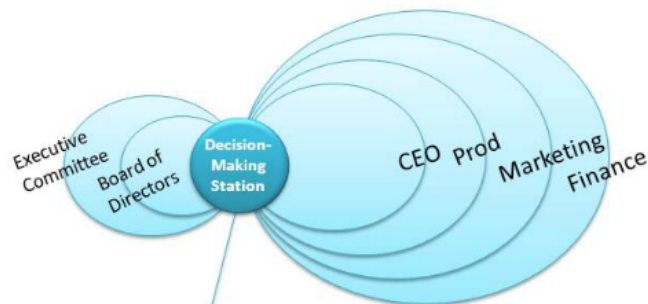 Executive
Committee
Board of
Directors
Decision-
Making
Station
CEO
Prod
Marketing
Finance